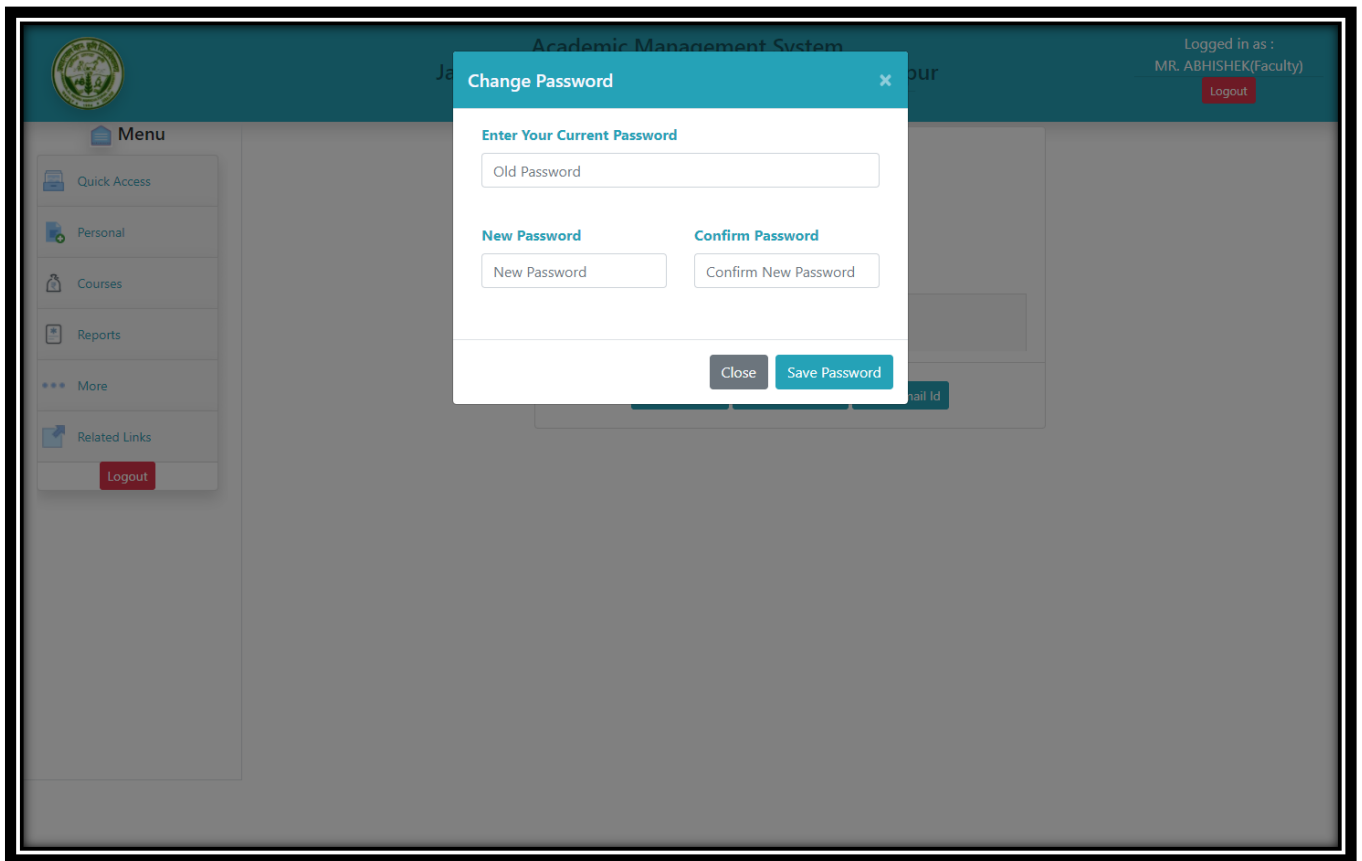 Academic Management System
Ja
pur
Logged in as :
MR. ABHISHEK(Faculty)
Logout
Menu
Quick Access
Personal
Courses
Reports
More
Related Links
Logout
Change Password ×
Enter Your Current Password
Old Password
New Password Confirm Password
New Password Confirm New Password
Close Save Password
mail Id